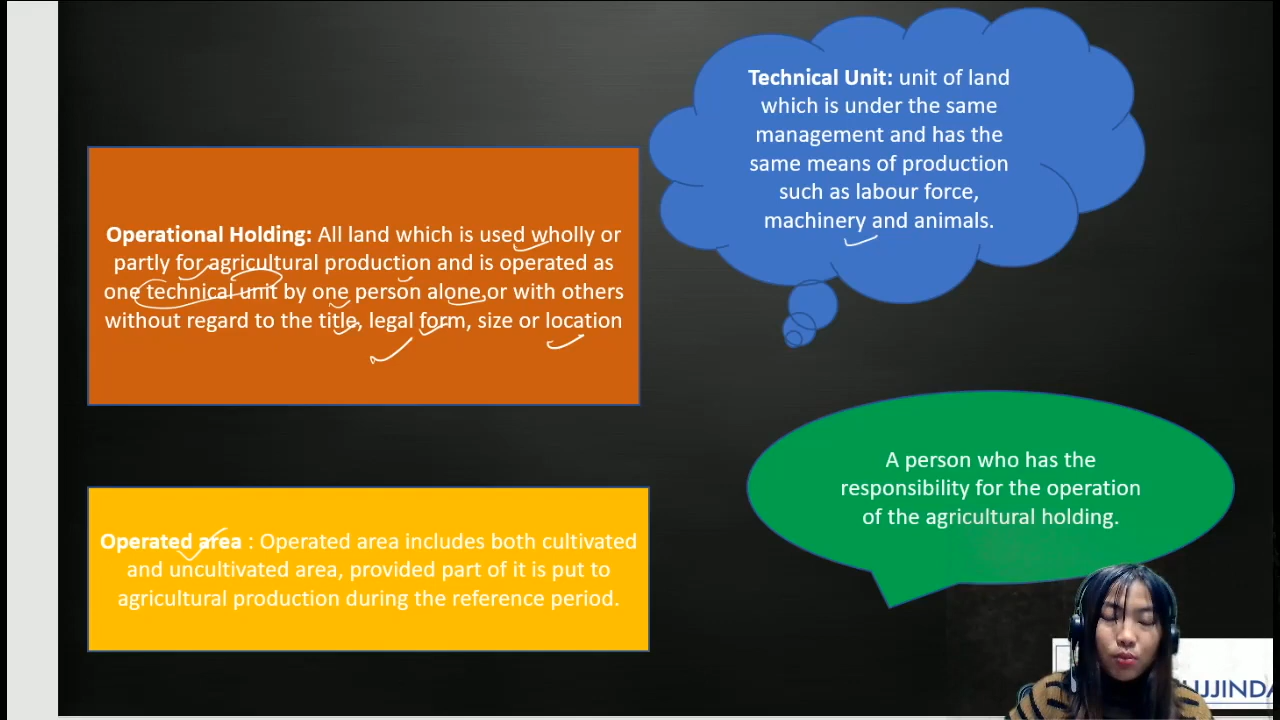 Operational Holding: All land which is used wholly or
partly for agricultural production and is operated as
one technical unit by one person alone, or with others
without regard to the title, legal form, size or location
Technical Unit: unit of land
which is under the same
management and has the
same means of production
such as labour force,
machinery and animals.
Operated area : Operated area includes both cultivated
and uncultivated area, provided part of it is put to
agricultural production during the reference period.
A person who has the
responsibility for the operation
of the agricultural holding.